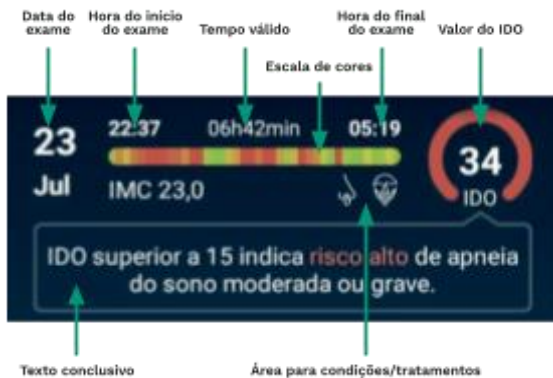 Data do
exame
Hora do inicio
do exame
Tempo válido
Hora do final
do exame
Valor do IDO
Escala de cores
23
Jul
22:37
06h42min
05:19
IMC 23,0
34
IDO
IDO superior a 15 indica risco alto de apneia
do sono moderada ou grave.
Texto conclusivo
Área para condições/tratamentos